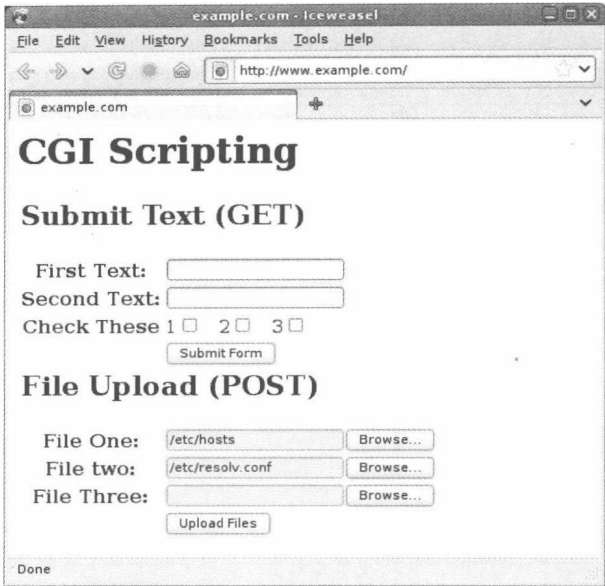 example.com - Iceweasel
File Edit View History Bookmarks Tools Help
http://www.example.com/
example.com
CGI Scripting
Submit Text (GET)
First Text:
Second Text:
Check These 1 2 3
Submit Form
File Upload (POST)
File One: /etc/hosts Browse...
File two: /etc/resolv.conf Browse...
File Three: Browse...
Upload Files
Done